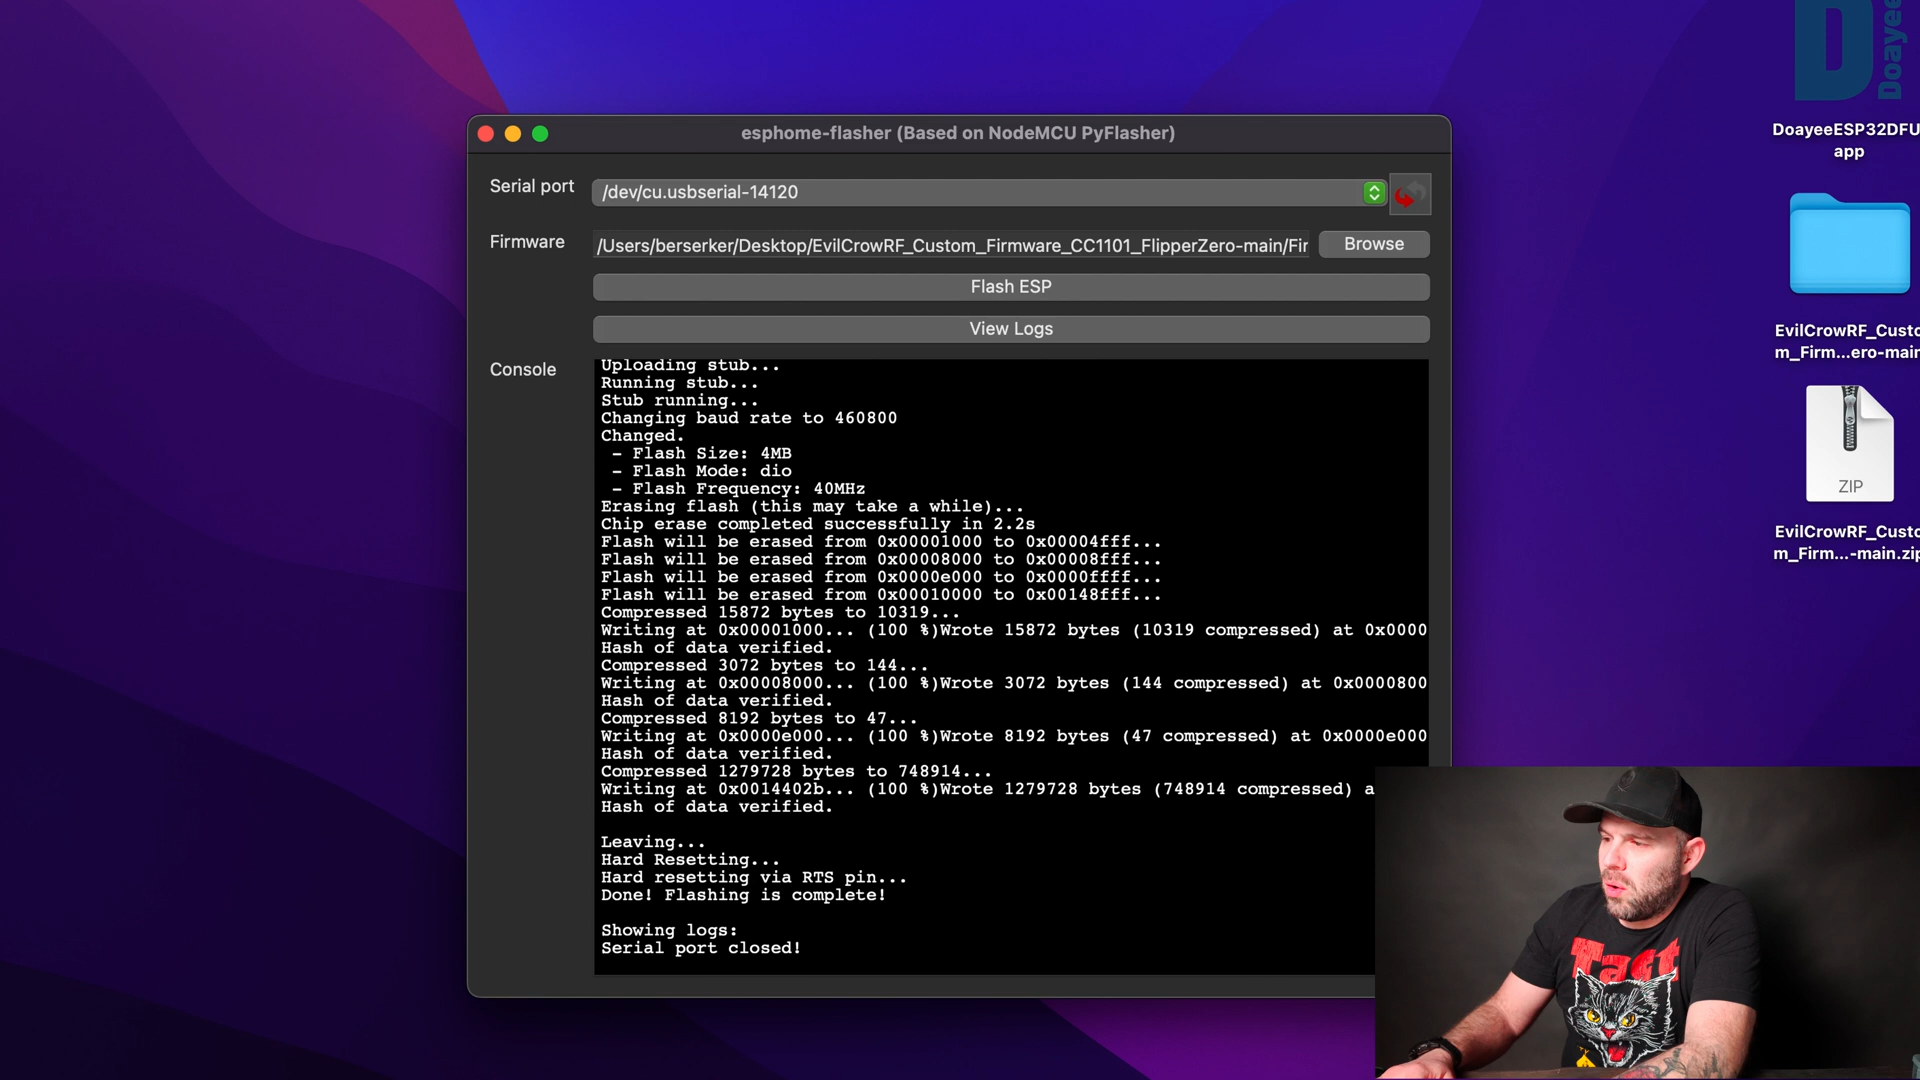 esphome-flasher (Based on NodeMCU PyFlasher)
Serial port
/dev/cu.usbserial-14120
Firmware
/Users/berserker/Desktop/EvilCrowRF_Custom_Firmware_CC1101_FlipperZero-main/Fir
Browse
Flash ESP
View Logs
Console
Uploading stub...
Running stub...
Stub running...
Changing baud rate to 460800
Changed.
– Flash Size: 4MB
– Flash Mode: dio
– Flash Frequency: 40MHz
Erasing flash (this may take a while)...
Chip erase completed successfully in 2.2s
Flash will be erased from 0x00001000 to 0x00004fff...
Flash will be erased from 0x00008000 to 0x00008fff...
Flash will be erased from 0x0000e000 to 0x0000ffff...
Flash will be erased from 0x00010000 to 0x00148fff...
Compressed 15872 bytes to 10319...
Writing at 0x00001000... (100 %)Wrote 15872 bytes (10319 compressed) at 0x0000
Hash of data verified.
Compressed 3072 bytes to 144...
Writing at 0x00008000... (100 %)Wrote 3072 bytes (144 compressed) at 0x0000800
Hash of data verified.
Compressed 8192 bytes to 47...
Writing at 0x0000e000... (100 %)Wrote 8192 bytes (47 compressed) at 0x0000e000
Hash of data verified.
Compressed 1279728 bytes to 748914...
Writing at 0x0014402b... (100 %)Wrote 1279728 bytes (748914 compressed) a
Hash of data verified.
Leaving...
Hard Resetting...
Hard resetting via RTS pin...
Done! Flashing is complete!
Showing logs:
Serial port closed!
D
Doayee
DoayeeESP32DFU
app
EvilCrowRF_Custo
m_Firm...ero-main
ZIP
EvilCrowRF_Custo
m_Firm...-main.zip